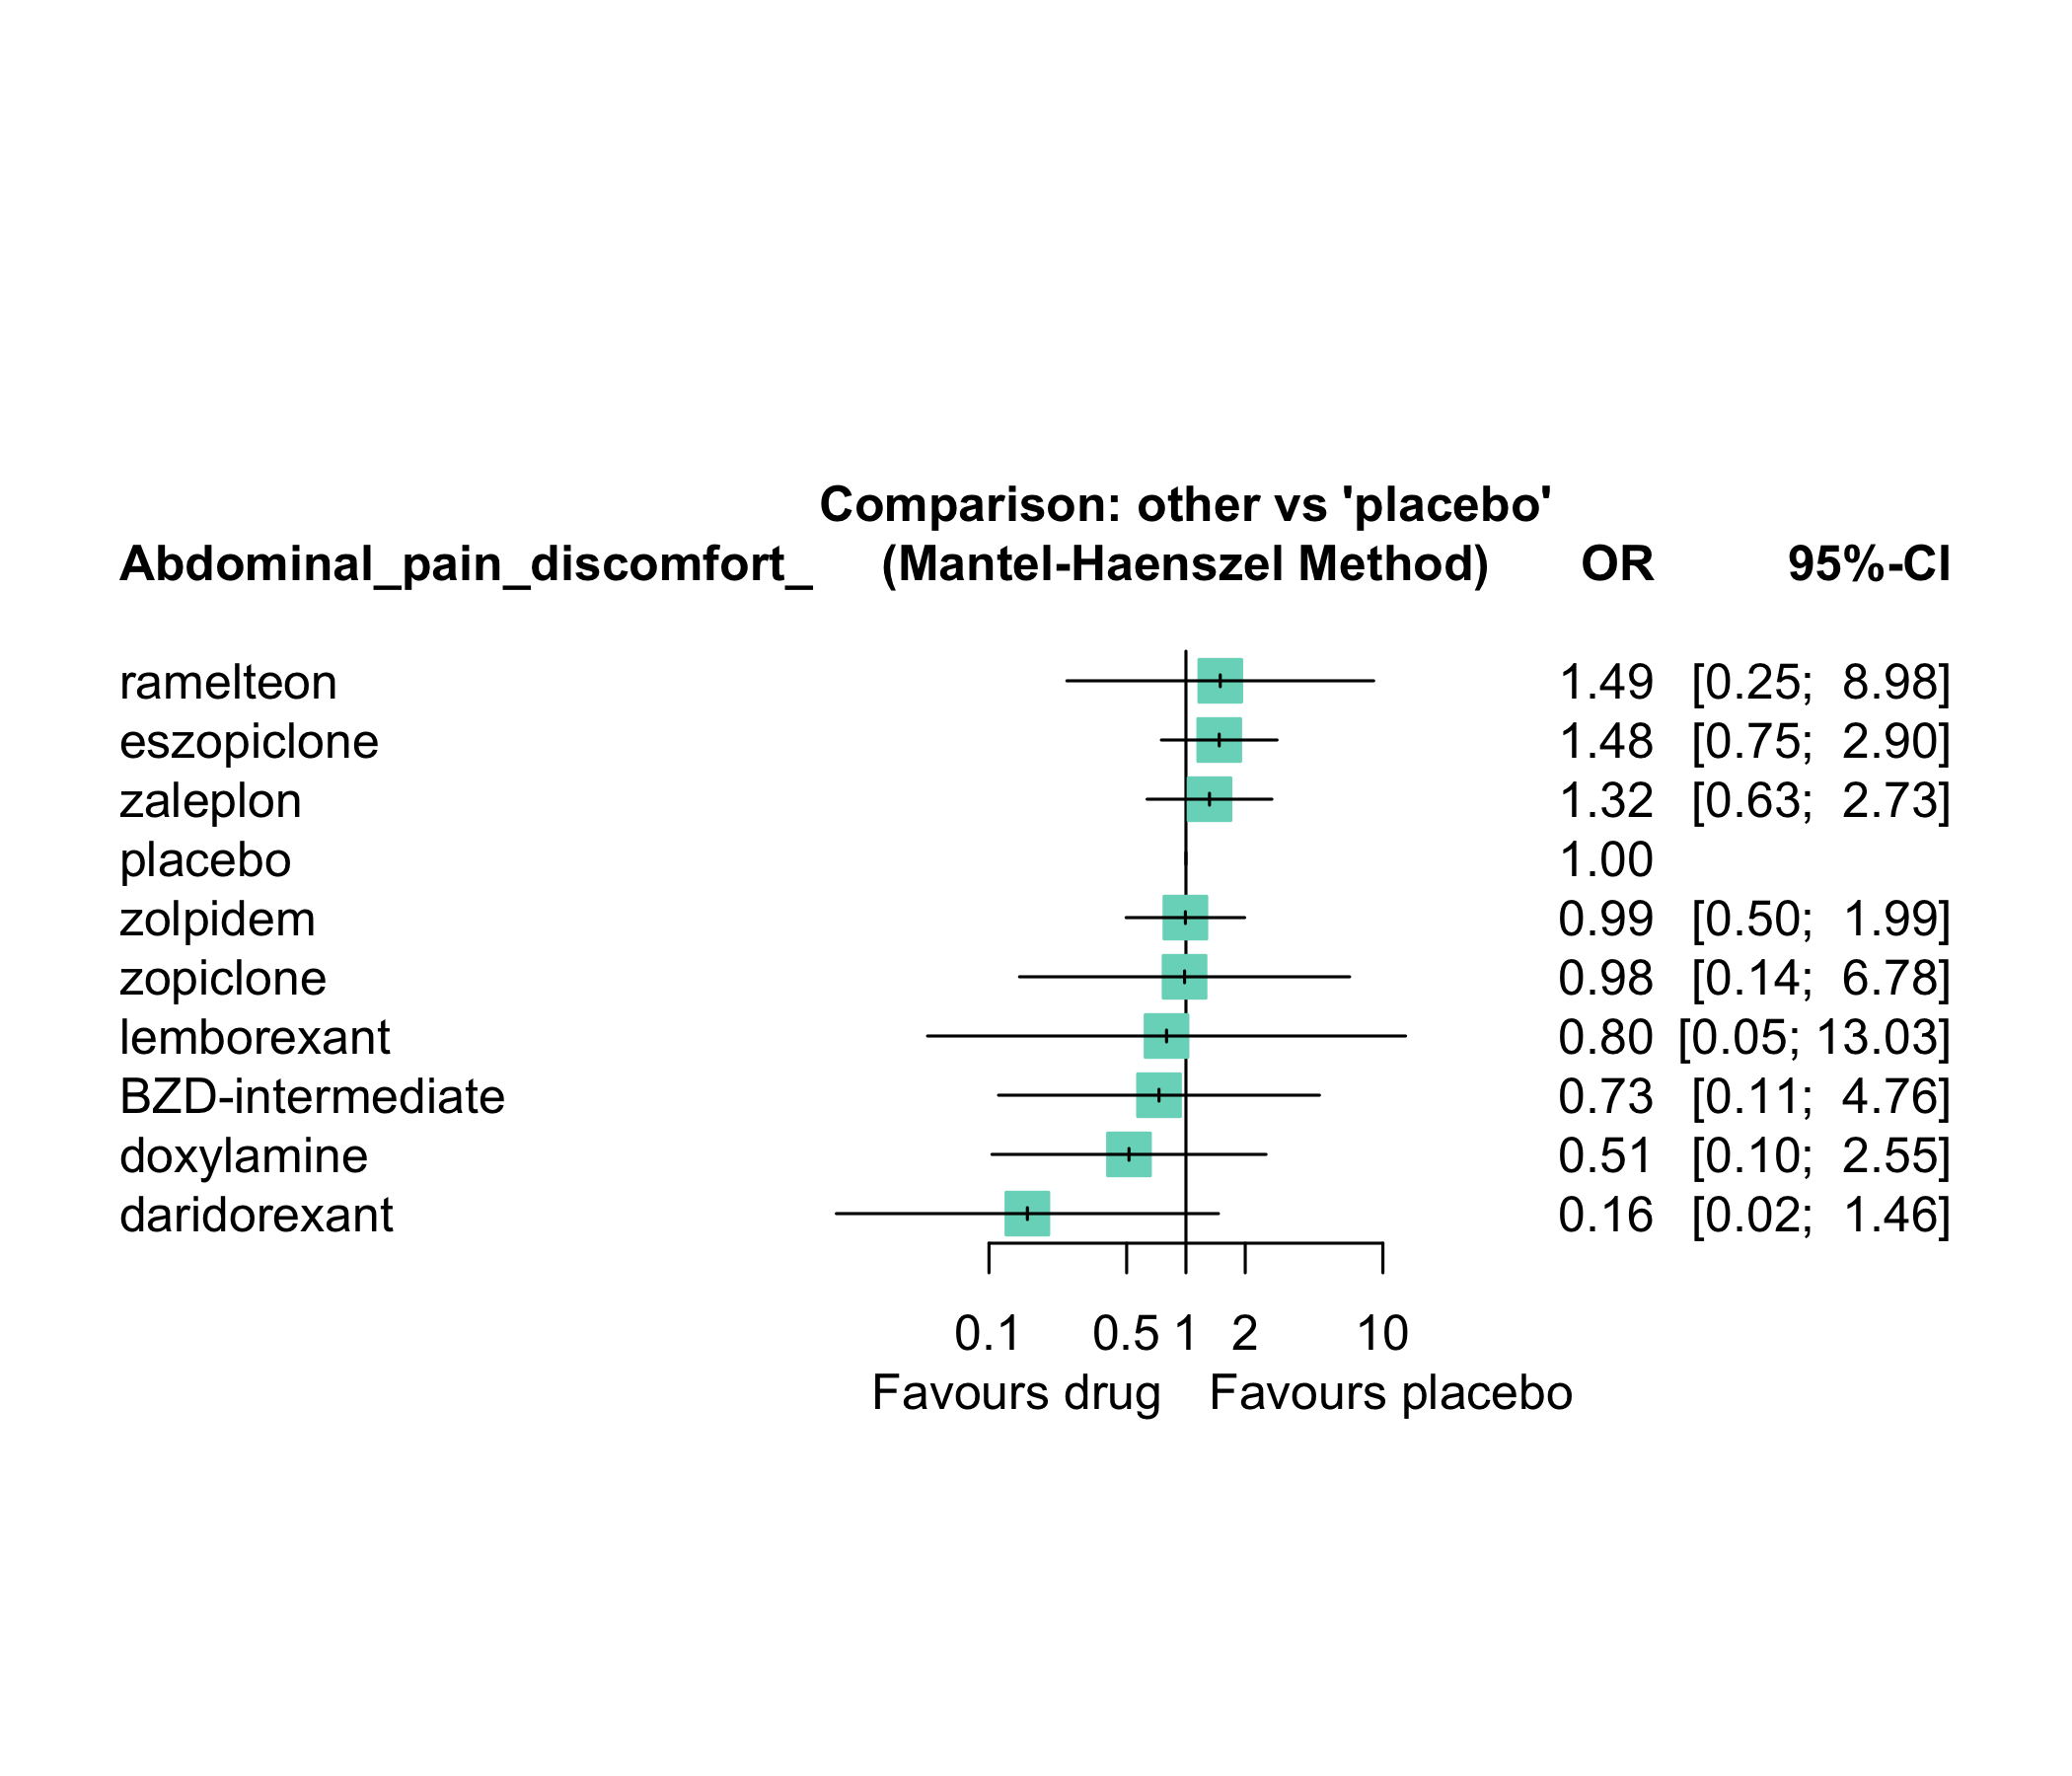 Comparison: other vs 'placebo'
Abdominal_pain_discomfort_ (Mantel-Haenszel Method) OR 95%-CI
ramelteon 1.49 [0.25; 8.98]
eszopiclone 1.48 [0.75; 2.90]
zaleplon 1.32 [0.63; 2.73]
placebo 1.00
zolpidem 0.99 [0.50; 1.99]
zopiclone 0.98 [0.14; 6.78]
lemborexant 0.80 [0.05; 13.03]
BZD-intermediate 0.73 [0.11; 4.76]
doxylamine 0.51 [0.10; 2.55]
daridorexant 0.16 [0.02; 1.46]
0.1 0.5 1 2 10
Favours drug Favours placebo